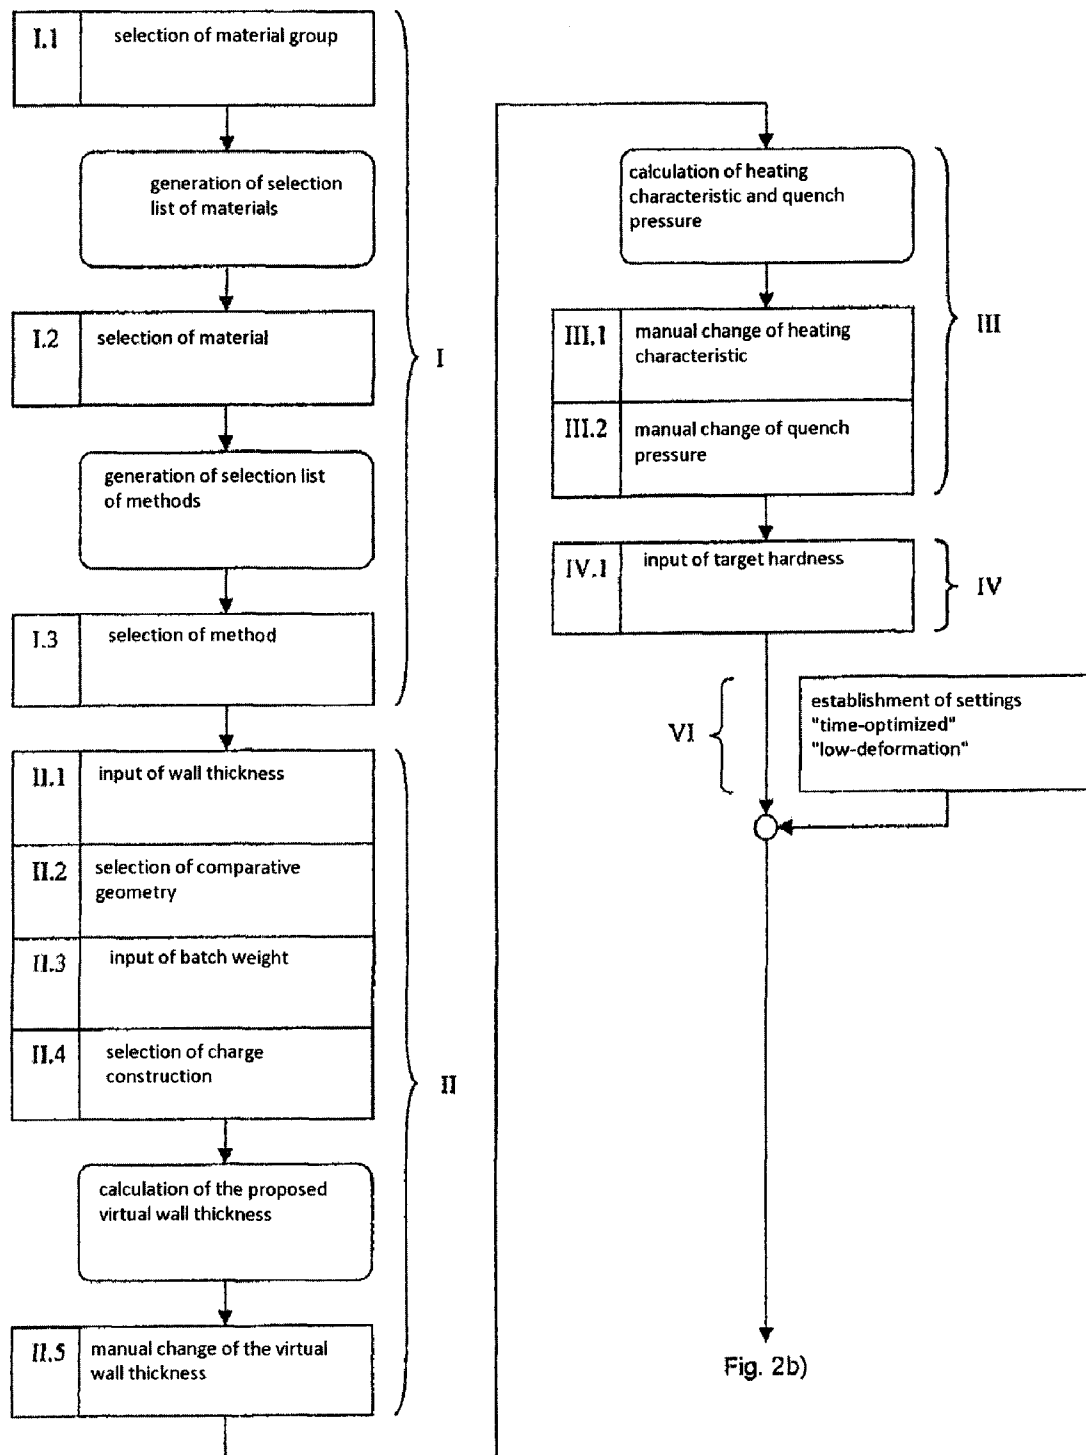 I.1
selection of material group
generation of selection
list of materials
I.2
selection of material
generation of selection list
of methods
I.3
selection of method
I
II.1
input of wall thickness
II.2
selection of comparative
geometry
II.3
input of batch weight
II.4
selection of charge
construction
calculation of the proposed
virtual wall thickness
II.5
manual change of the virtual
wall thickness
II
calculation of heating
characteristic and quench
pressure
III.1
manual change of heating
characteristic
III.2
manual change of quench
pressure
III
IV.1
input of target hardness
IV
VI
establishment of settings
"time-optimized"
"low-deformation"
Fig. 2b)